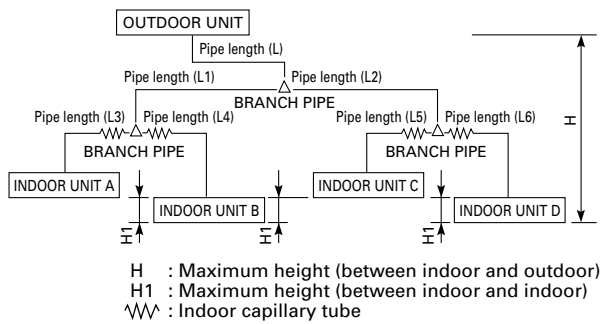 OUTDOOR UNIT
Pipe length (L)
Pipe length (L1)
Pipe length (L2)
BRANCH PIPE
Pipe length (L3)
Pipe length (L4)
Pipe length (L5)
Pipe length (L6)
BRANCH PIPE
BRANCH PIPE
H
INDOOR UNIT A
INDOOR UNIT B
INDOOR UNIT C
INDOOR UNIT D
H1
H1
H1
H : Maximum height (between indoor and outdoor)
H1 : Maximum height (between indoor and indoor)
: Indoor capillary tube